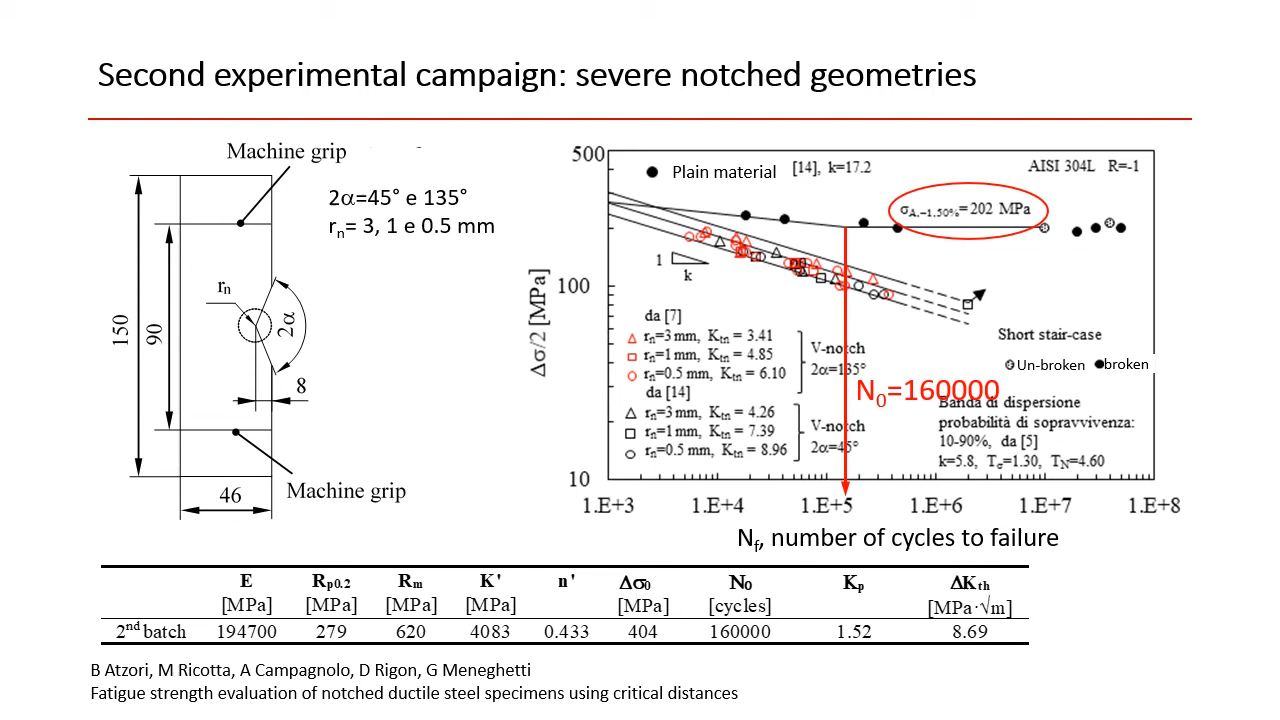 Second experimental campaign: severe notched geometries
Machine grip
2α=45° e 135°
rn= 3, 1 e 0.5 mm
rn
2α
150
90
8
46
Machine grip
500
100
10
Δσ/2 [MPa]
Plain material
[14], k=17.2
AISI 304L R=-1
σA,−1,50%=202 MPa
1
k
da [7]
rn=3 mm, Ktn = 3.41
rn=1 mm, Ktn = 4.85
rn=0.5 mm, Ktn = 6.10
V-notch
2α=135°
da [14]
rn=3 mm, Ktn = 4.26
rn=1 mm, Ktn = 7.39
rn=0.5 mm, Ktn = 8.96
V-notch
2α=45°
Short stair-case
Un-broken broken
N0=160000
Banda di dispersione
probabilità di sopravvivenza:
10-90%, da [5]
k=5.8, Tσ=1.30, TN=4.60
1.E+3 1.E+4 1.E+5 1.E+6 1.E+7 1.E+8
Nf, number of cycles to failure
E Rp0.2 Rm K' n' Δσ0 N0 Kp ΔKth
[MPa] [MPa] [MPa] [MPa] [MPa] [cycles] [MPa·√m]
2nd batch 194700 279 620 4083 0.433 404 160000 1.52 8.69
B Atzori, M Ricotta, A Campagnolo, D Rigon, G Meneghetti
Fatigue strength evaluation of notched ductile steel specimens using critical distances